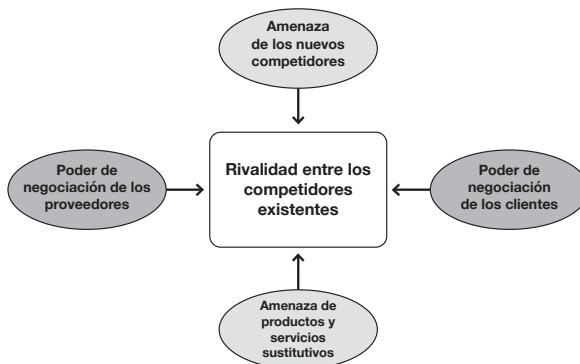 Amenaza
de los nuevos
competidores
Poder de
negociación de los
proveedores
Rivalidad entre los
competidores
existentes
Poder de
negociación
de los clientes
Amenaza de
productos y
servicios
sustitutivos